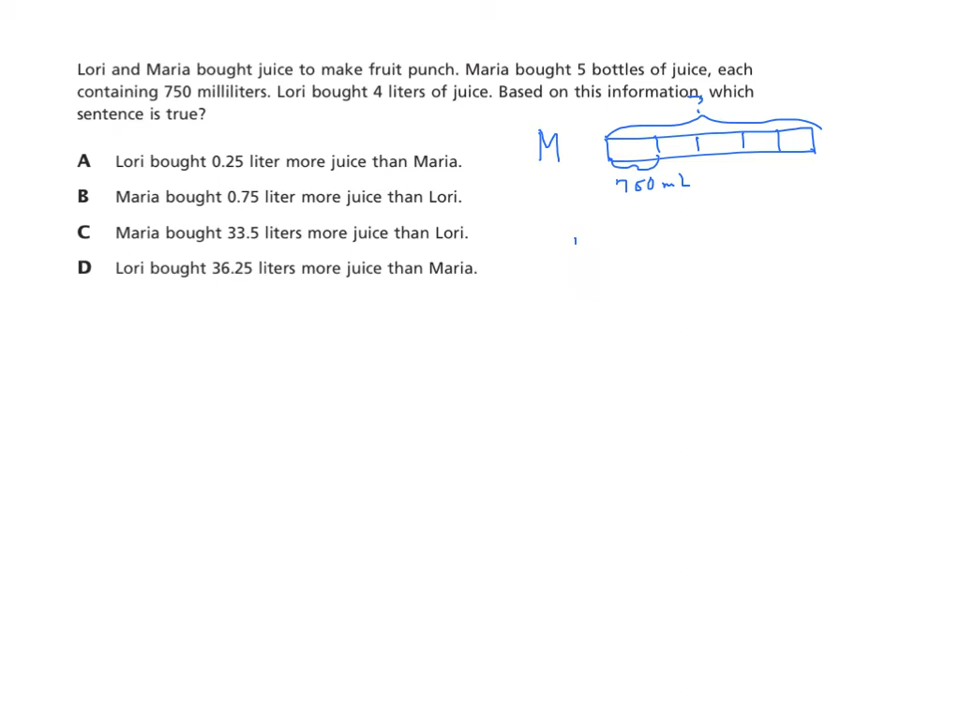 Lori and Maria bought juice to make fruit punch. Maria bought 5 bottles of juice, each
containing 750 milliliters. Lori bought 4 liters of juice. Based on this information, which
sentence is true?
?
M
750 mL
A Lori bought 0.25 liter more juice than Maria.
B Maria bought 0.75 liter more juice than Lori.
C Maria bought 33.5 liters more juice than Lori.
D Lori bought 36.25 liters more juice than Maria.